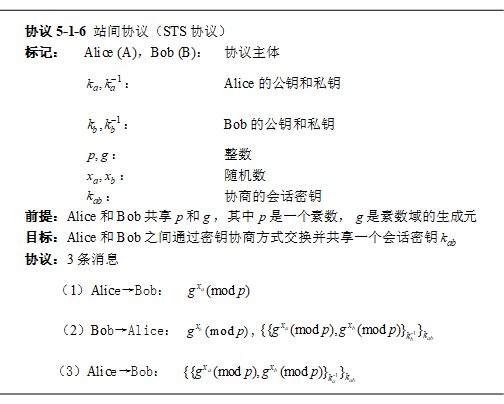 协议 5-1-6 站间协议（STS 协议）
标记： Alice (A)，Bob (B)： 协议主体
k_a, k_a^{-1}： Alice 的公钥和私钥
k_b, k_b^{-1}： Bob 的公钥和私钥
p, g： 整数
x_a, x_b： 随机数
k_{ab}： 协商的会话密钥
前提：Alice 和 Bob 共享 p 和 g，其中 p 是一个素数， g 是素数域的生成元
目标：Alice 和 Bob 之间通过密钥协商方式交换并共享一个会话密钥 k_{ab}
协议：3 条消息
（1）Alice→Bob： g^{x_a}(mod p)
（2）Bob→Alice： g^{x_b}(mod p)，{{g^{x_a}(mod p), g^{x_b}(mod p)}_{k_b^{-1}}}_{k_{ab}}
（3）Alice→Bob： {{g^{x_a}(mod p), g^{x_b}(mod p)}_{k_a^{-1}}}_{k_{ab}}